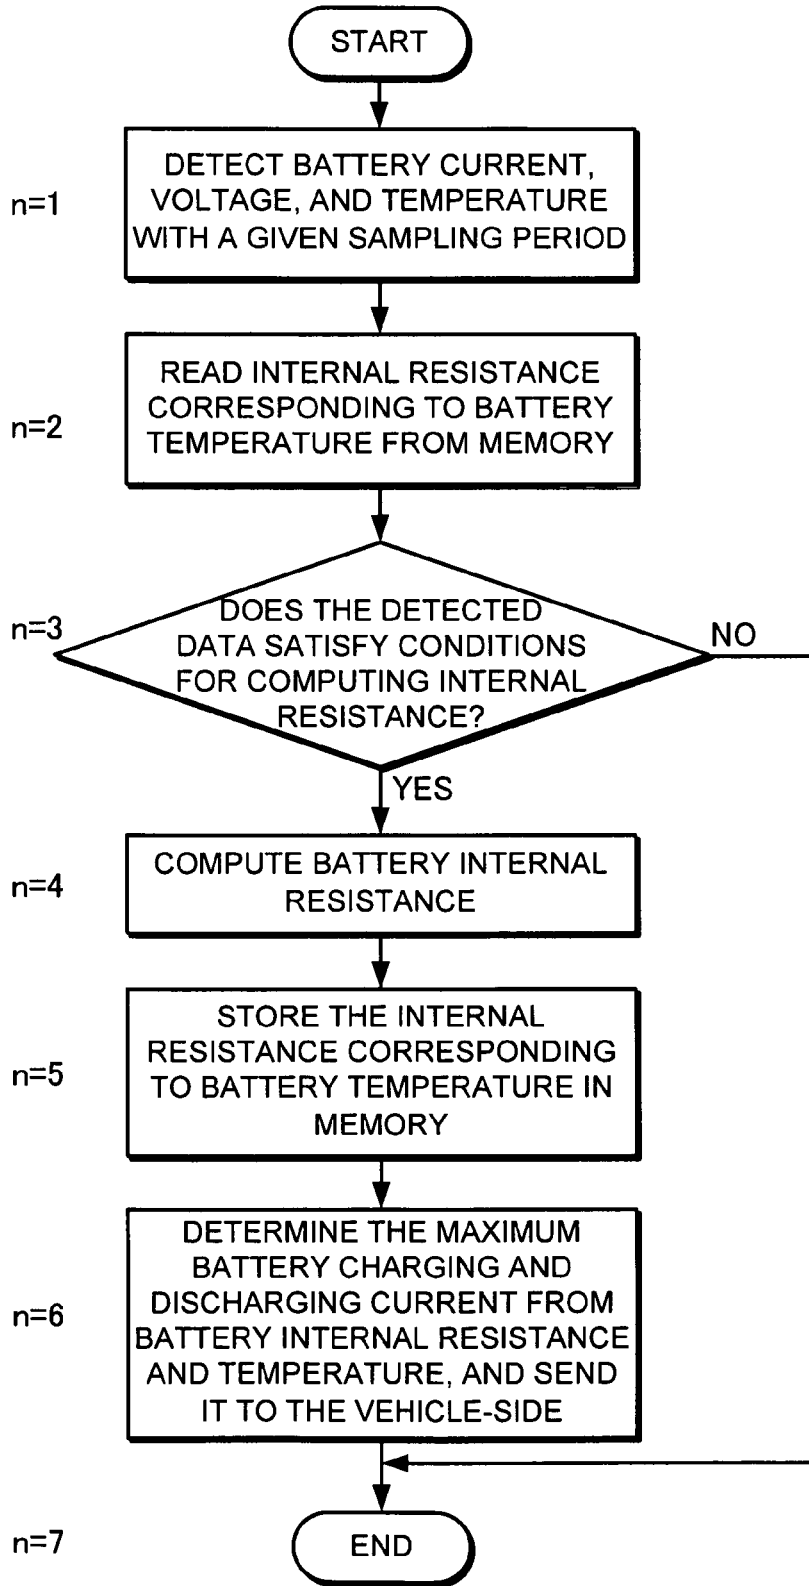 START
n=1
DETECT BATTERY CURRENT,
VOLTAGE, AND TEMPERATURE
WITH A GIVEN SAMPLING PERIOD
n=2
READ INTERNAL RESISTANCE
CORRESPONDING TO BATTERY
TEMPERATURE FROM MEMORY
n=3
DOES THE DETECTED
DATA SATISFY CONDITIONS
FOR COMPUTING INTERNAL
RESISTANCE?
NO
YES
n=4
COMPUTE BATTERY INTERNAL
RESISTANCE
n=5
STORE THE INTERNAL
RESISTANCE CORRESPONDING
TO BATTERY TEMPERATURE IN
MEMORY
n=6
DETERMINE THE MAXIMUM
BATTERY CHARGING AND
DISCHARGING CURRENT FROM
BATTERY INTERNAL RESISTANCE
AND TEMPERATURE, AND SEND
IT TO THE VEHICLE-SIDE
n=7
END